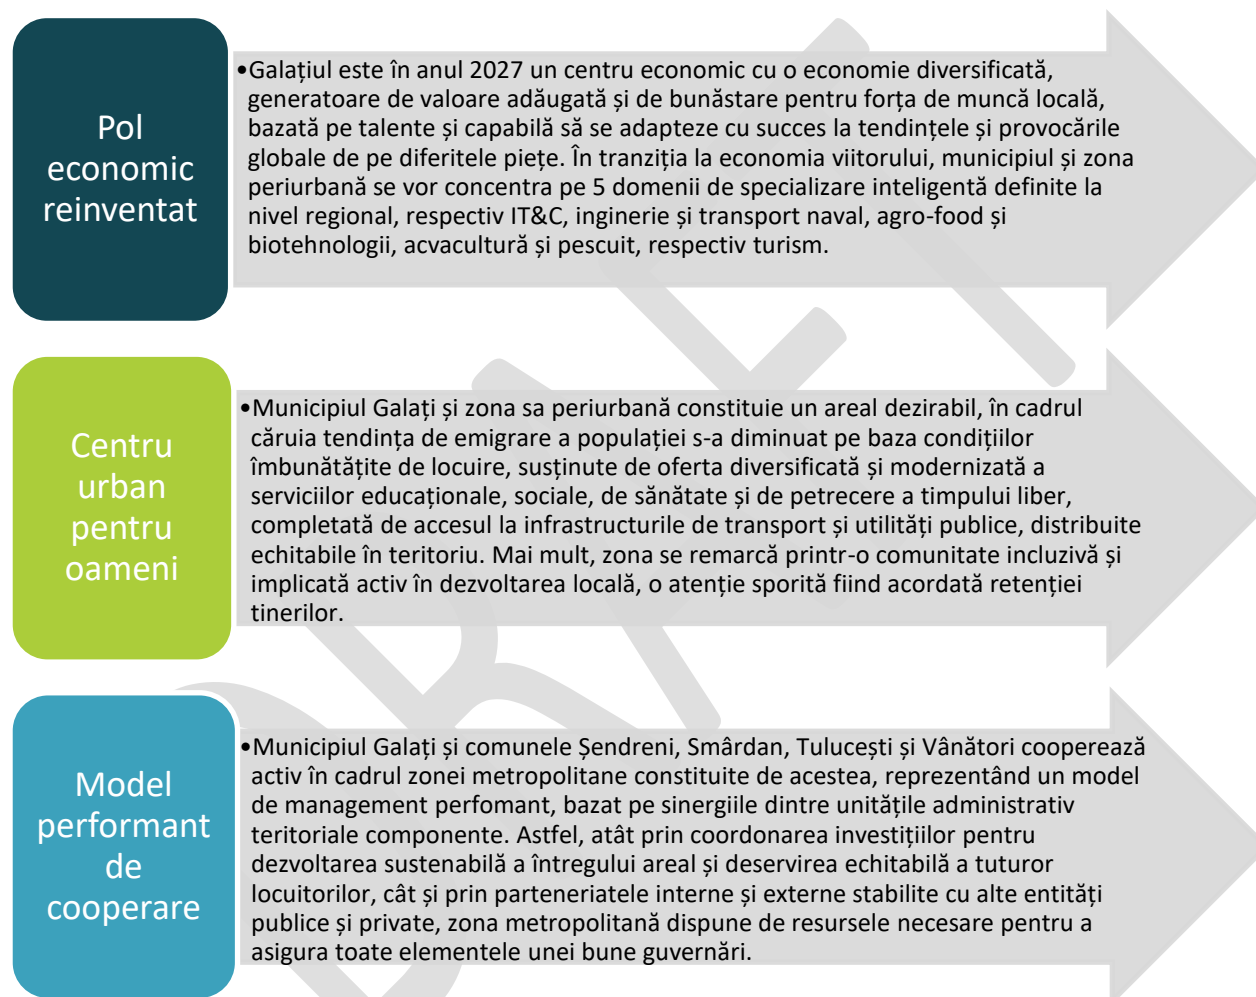 Pol
economic
reinventat
•Galațiul este în anul 2027 un centru economic cu o economie diversificată,
generatoare de valoare adăugată și de bunăstare pentru forța de muncă locală,
bazată pe talente și capabilă să se adapteze cu succes la tendințele și provocările
globale de pe diferitele piețe. În tranziția la economia viitorului, municipiul și zona
periurbană se vor concentra pe 5 domenii de specializare inteligentă definite la
nivel regional, respectiv IT&C, inginerie și transport naval, agro-food și
biotehnologii, acvacultură și pescuit, respectiv turism.
Centru
urban
pentru
oameni
•Municipiul Galați și zona sa periurbană constituie un areal dezirabil, în cadrul
căruia tendința de emigrare a populației s-a diminuat pe baza condițiilor
îmbunătățite de locuire, susținute de oferta diversificată și modernizată a
serviciilor educaționale, sociale, de sănătate și de petrecere a timpului liber,
completată de accesul la infrastructurile de transport și utilități publice, distribuite
echitabile în teritoriu. Mai mult, zona se remarcă printr-o comunitate incluzivă și
implicată activ în dezvoltarea locală, o atenție sporită fiind acordată retenției
tinerilor.
Model
performant
de
cooperare
•Municipiul Galați și comunele Șendreni, Smârdan, Tulucești și Vânători cooperează
activ în cadrul zonei metropolitane constituite de acestea, reprezentând un model
de management perfomant, bazat pe sinergiile dintre unitățile administrativ
teritoriale componente. Astfel, atât prin coordonarea investițiilor pentru
dezvoltarea sustenabilă a întregului areal și deservirea echitabilă a tuturor
locuitorilor, cât și prin parteneriatele interne și externe stabilite cu alte entități
publice și private, zona metropolitană dispune de resursele necesare pentru a
asigura toate elementele unei bune guvernări.
DRAFT